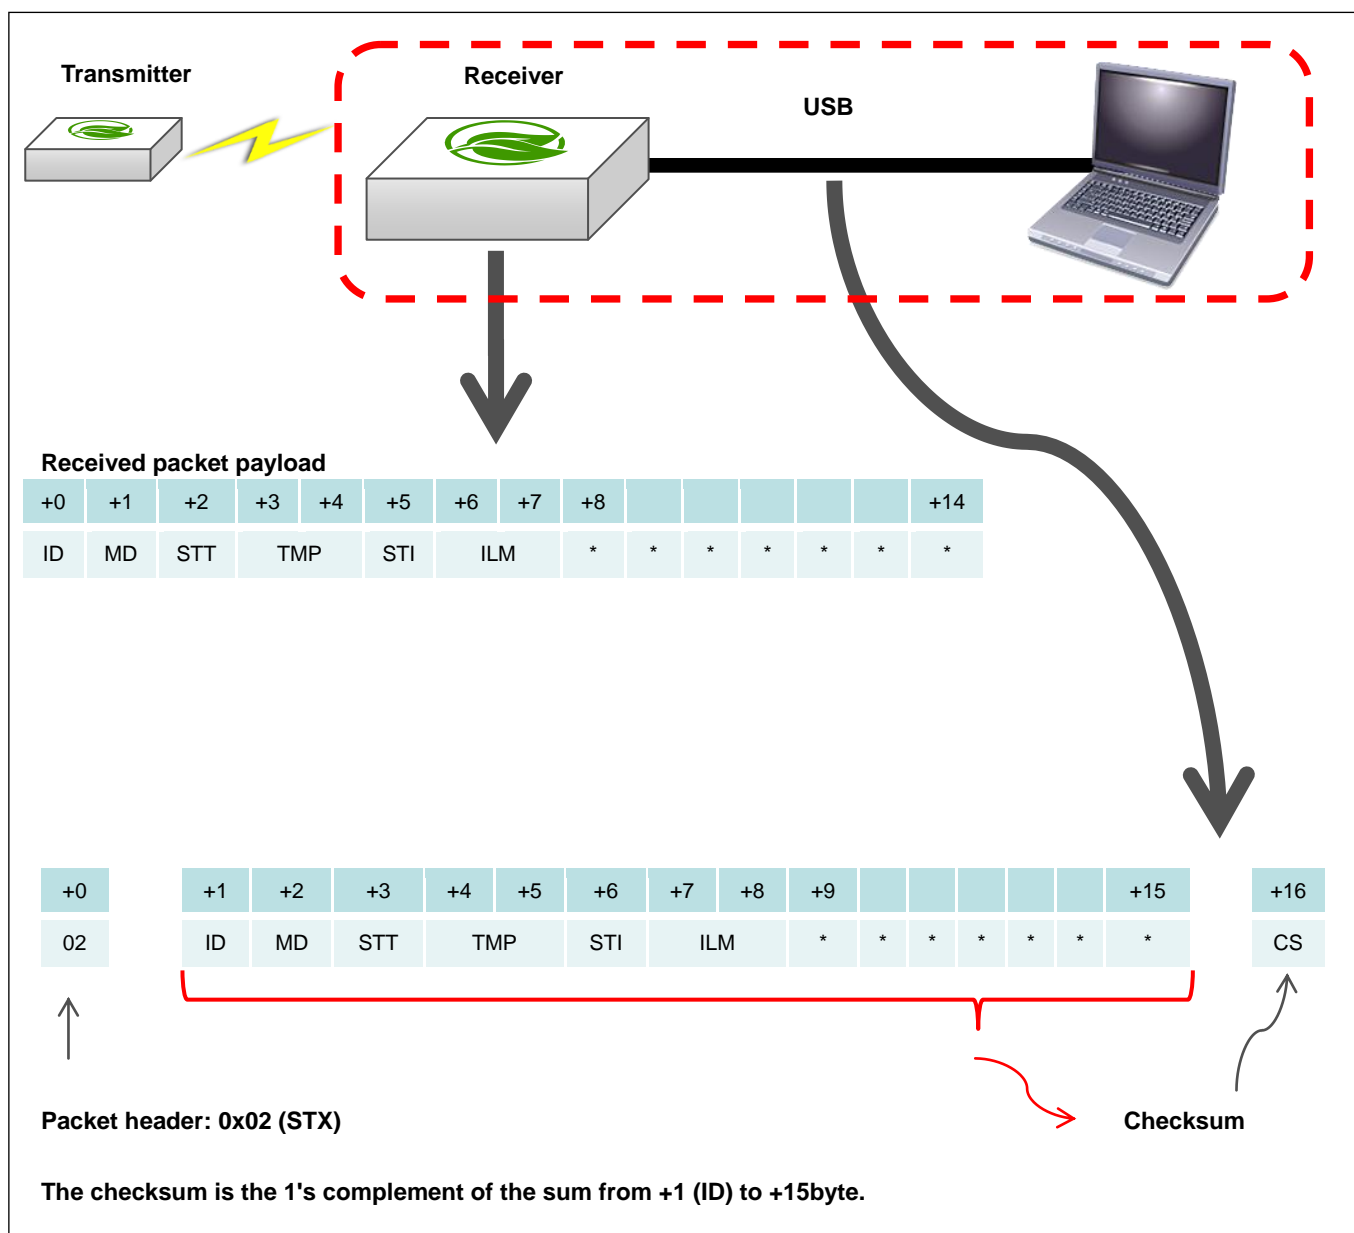 Transmitter
Receiver
USB
Received packet payload
+0 +1 +2 +3 +4 +5 +6 +7 +8 +14
ID MD STT TMP STI ILM * * * * * * *
+0 +1 +2 +3 +4 +5 +6 +7 +8 +9 +15 +16
02 ID MD STT TMP STI ILM * * * * * * * CS
Packet header: 0x02 (STX)
Checksum
The checksum is the 1's complement of the sum from +1 (ID) to +15byte.